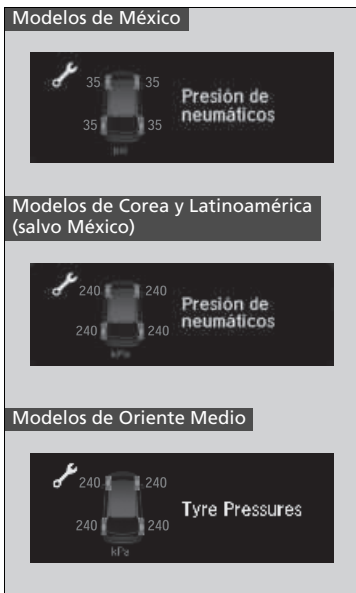 Modelos de México
35 35
Presión de
neumáticos
35 35
psi
Modelos de Corea y Latinoamérica
(salvo México)
240 240
Presión de
neumáticos
240 240
kPa
Modelos de Oriente Medio
240 240
Tyre Pressures
240 240
kPa